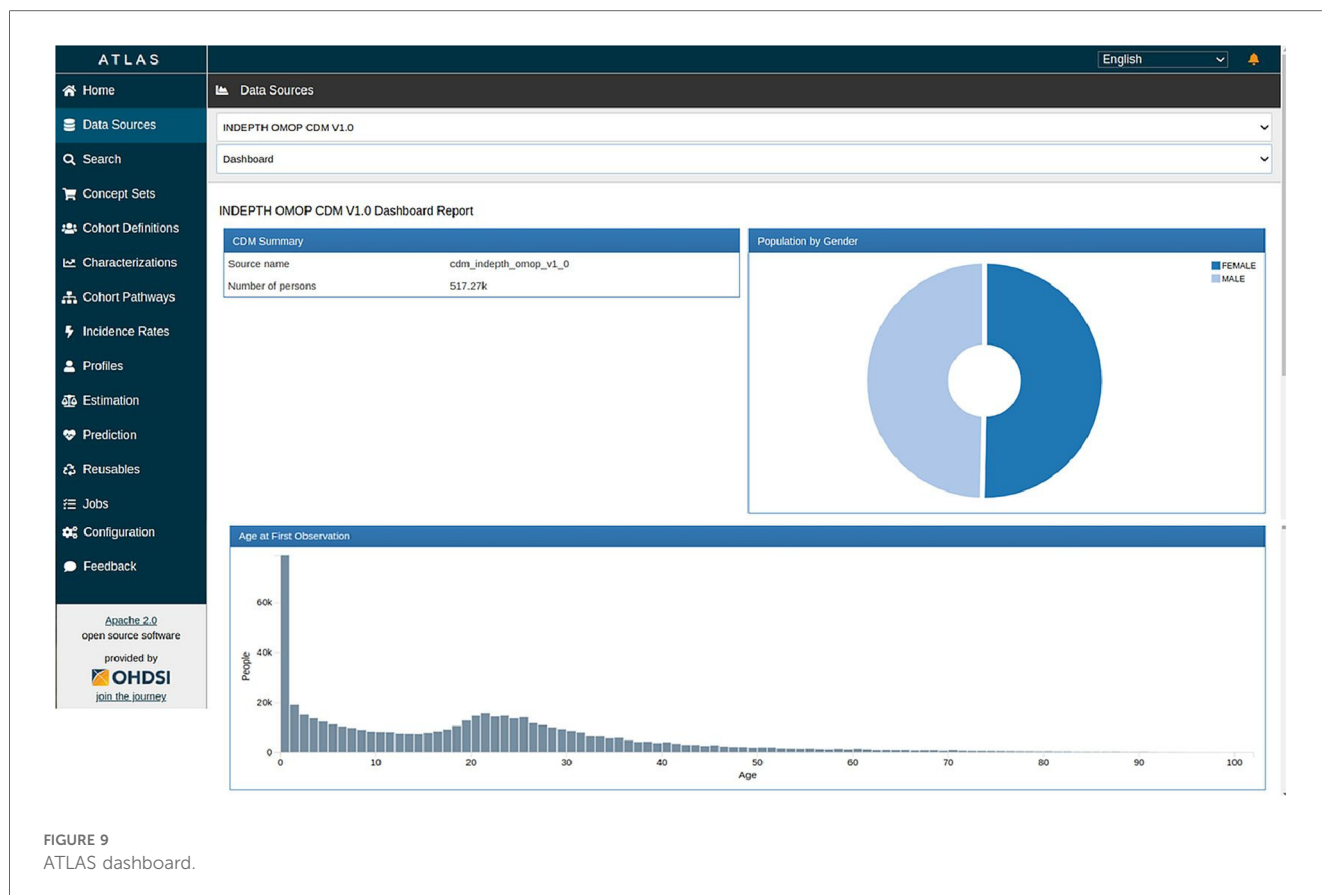 ATLAS
English
Home
Data Sources
Search
Concept Sets
Cohort Definitions
Characterizations
Cohort Pathways
Incidence Rates
Profiles
Estimation
Prediction
Reusables
Jobs
Configuration
Feedback
Apache 2.0
open source software
provided by
OHDSI
join the journey
Data Sources
INDEPTH OMOP CDM V1.0
Dashboard
INDEPTH OMOP CDM V1.0 Dashboard Report
CDM Summary
Source name cdm_indepth_omop_v1_0
Number of persons 517.27k
Population by Gender
FEMALE
MALE
Age at First Observation
People
60k
40k
20k
0
0 10 20 30 40 50 60 70 80 90 100
Age
FIGURE 9
ATLAS dashboard.